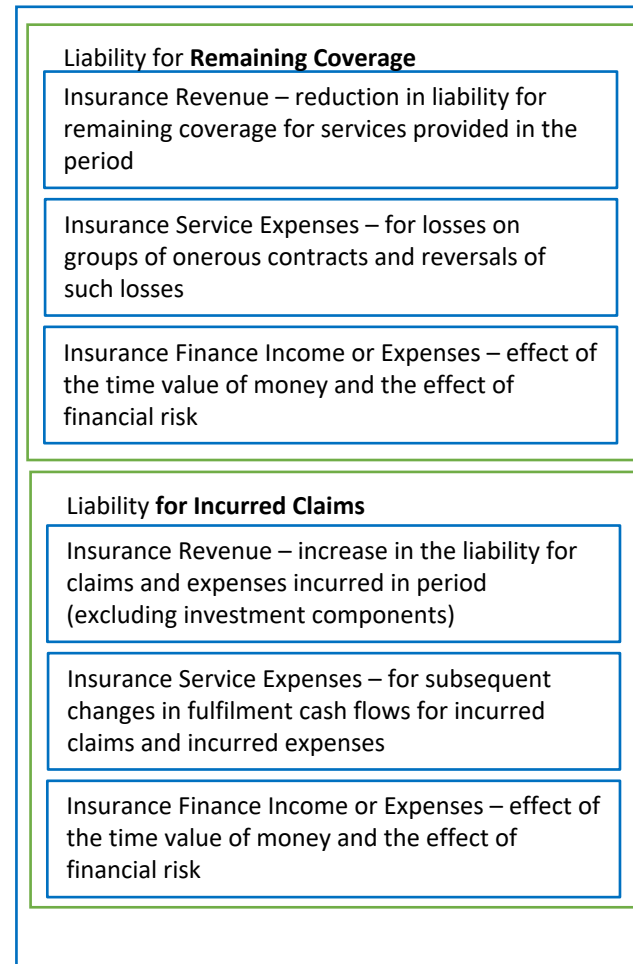 Liability for Remaining Coverage
Insurance Revenue – reduction in liability for
remaining coverage for services provided in the
period
Insurance Service Expenses – for losses on
groups of onerous contracts and reversals of
such losses
Insurance Finance Income or Expenses – effect of
the time value of money and the effect of
financial risk
Liability for Incurred Claims
Insurance Revenue – increase in the liability for
claims and expenses incurred in period
(excluding investment components)
Insurance Service Expenses – for subsequent
changes in fulfilment cash flows for incurred
claims and incurred expenses
Insurance Finance Income or Expenses – effect of
the time value of money and the effect of
financial risk